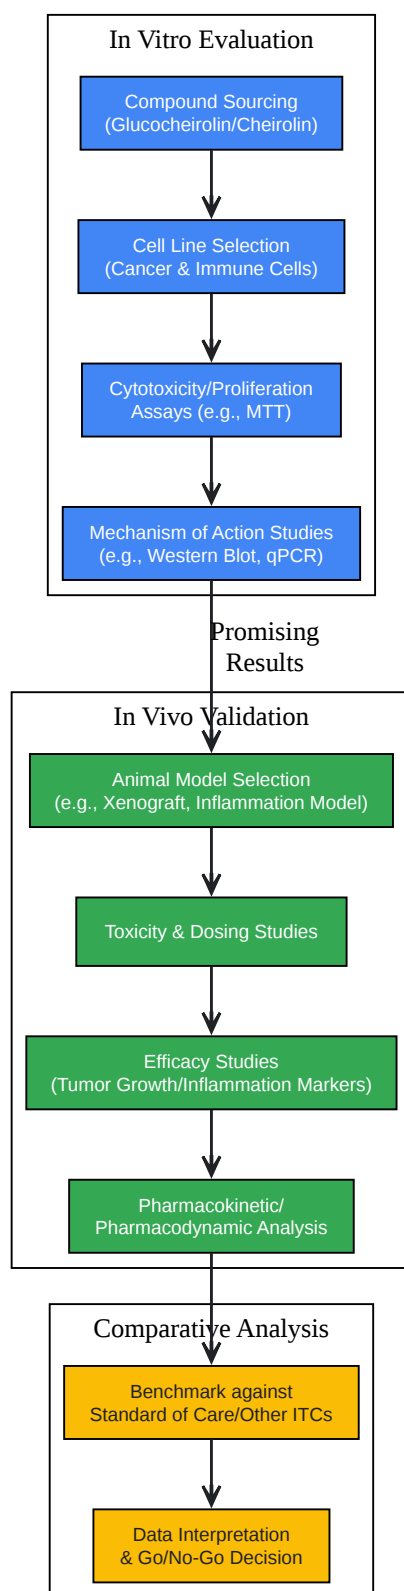 In Vitro Evaluation
Compound Sourcing
(Glucocheirolin/Cheirolin)
Cell Line Selection
(Cancer & Immune Cells)
Cytotoxicity/Proliferation
Assays (e.g., MTT)
Mechanism of Action Studies
(e.g., Western Blot, qPCR)
Promising
Results
In Vivo Validation
Animal Model Selection
(e.g., Xenograft, Inflammation Model)
Toxicity & Dosing Studies
Efficacy Studies
(Tumor Growth/Inflammation Markers)
Pharmacokinetic/
Pharmacodynamic Analysis
Comparative Analysis
Benchmark against
Standard of Care/Other ITCs
Data Interpretation
& Go/No-Go Decision